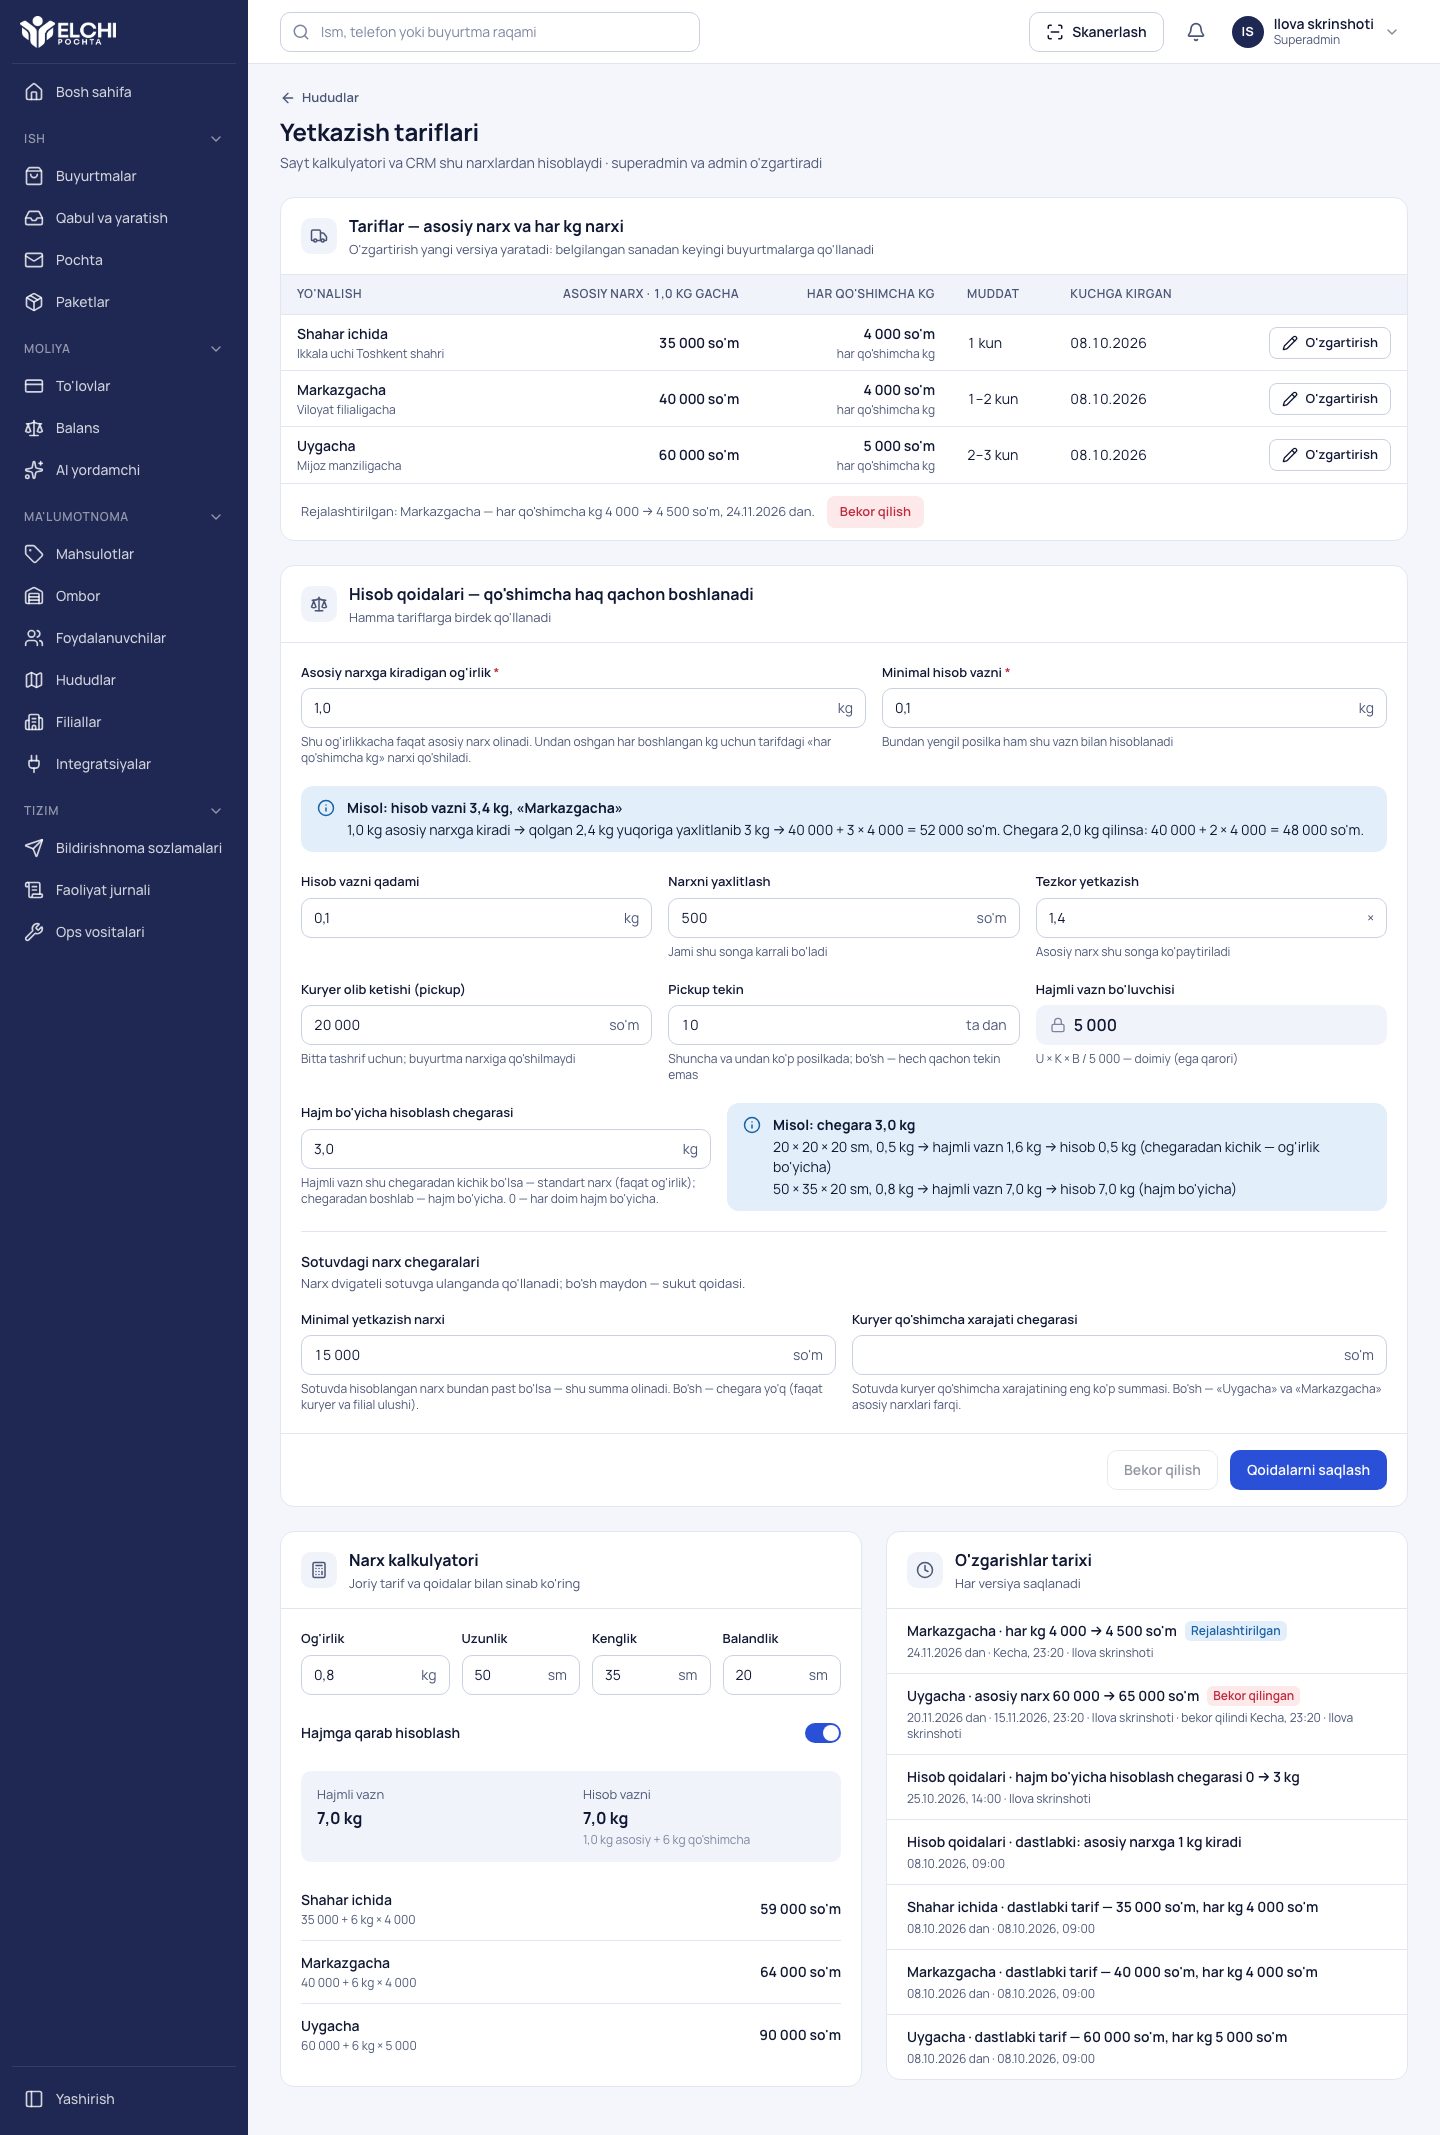 ELCHI
POCHTA
Ism, telefon yoki buyurtma raqami
Skanerlash
IS
Ilova skrinshoti
Superadmin
Bosh sahifa
ISH
Buyurtmalar
Qabul va yaratish
Pochta
Paketlar
MOLIYA
To'lovlar
Balans
AI yordamchi
MA'LUMOTNOMA
Mahsulotlar
Ombor
Foydalanuvchilar
Hududlar
Filiallar
Integratsiyalar
TIZIM
Bildirishnoma sozlamalari
Faoliyat jurnali
Ops vositalari
Yashirish
Hududlar
Yetkazish tariflari
Sayt kalkulyatori va CRM shu narxlardan hisoblaydi · superadmin va admin o'zgartiradi
Tariflar — asosiy narx va har kg narxi
O'zgartirish yangi versiya yaratadi: belgilangan sanadan keyingi buyurtmalarga qo'llanadi
YO'NALISH ASOSIY NARX · 1,0 KG GACHA HAR QO'SHIMCHA KG MUDDAT KUCHGA KIRGAN
Shahar ichida
Ikkala uchi Toshkent shahri
35 000 so'm
4 000 so'm
har qo'shimcha kg
1 kun
08.10.2026
O'zgartirish
Markazgacha
Viloyat filialigacha
40 000 so'm
4 000 so'm
har qo'shimcha kg
1–2 kun
08.10.2026
O'zgartirish
Uygacha
Mijoz manziligacha
60 000 so'm
5 000 so'm
har qo'shimcha kg
2–3 kun
08.10.2026
O'zgartirish
Rejalashtirilgan: Markazgacha — har qo'shimcha kg 4 000 → 4 500 so'm, 24.11.2026 dan. Bekor qilish
Hisob qoidalari — qo'shimcha haq qachon boshlanadi
Hamma tariflarga birdek qo'llanadi
Asosiy narxga kiradigan og'irlik *
1,0 kg
Shu og'irlikkacha faqat asosiy narx olinadi. Undan oshgan har boshlangan kg uchun tarifdagi «har
qo'shimcha kg» narxi qo'shiladi.
Minimal hisob vazni *
0,1 kg
Bundan yengil posilka ham shu vazn bilan hisoblanadi
Misol: hisob vazni 3,4 kg, «Markazgacha»
1,0 kg asosiy narxga kiradi → qolgan 2,4 kg yuqoriga yaxlitlanib 3 kg → 40 000 + 3 × 4 000 = 52 000 so'm. Chegara 2,0 kg qilinsa: 40 000 + 2 × 4 000 = 48 000 so'm.
Hisob vazni qadami
0,1 kg
Narxni yaxlitlash
500 so'm
Jami shu songa karrali bo'ladi
Tezkor yetkazish
1,4 ×
Asosiy narx shu songa ko'paytiriladi
Kuryer olib ketishi (pickup)
20 000 so'm
Bitta tashrif uchun; buyurtma narxiga qo'shilmaydi
Pickup tekin
10 ta dan
Shuncha va undan ko'p posilkada; bo'sh — hech qachon tekin
emas
Hajmli vazn bo'luvchisi
5 000
U × K × B / 5 000 — doimiy (ega qarori)
Hajm bo'yicha hisoblash chegarasi
3,0 kg
Hajmli vazn shu chegaradan kichik bo'lsa — standart narx (faqat og'irlik);
chegaradan boshlab — hajm bo'yicha. 0 — har doim hajm bo'yicha.
Misol: chegara 3,0 kg
20 × 20 × 20 sm, 0,5 kg → hajmli vazn 1,6 kg → hisob 0,5 kg (chegaradan kichik — og'irlik
bo'yicha)
50 × 35 × 20 sm, 0,8 kg → hajmli vazn 7,0 kg → hisob 7,0 kg (hajm bo'yicha)
Sotuvdagi narx chegaralari
Narx dvigateli sotuvga ulanganda qo'llanadi; bo'sh maydon — sukut qoidasi.
Minimal yetkazish narxi
15 000 so'm
Sotuvda hisoblangan narx bundan past bo'lsa — shu summa olinadi. Bo'sh — chegara yo'q (faqat
kuryer va filial ulushi).
Kuryer qo'shimcha xarajati chegarasi
so'm
Sotuvda kuryer qo'shimcha xarajatining eng ko'p summasi. Bo'sh — «Uygacha» va «Markazgacha»
asosiy narxlari farqi.
Bekor qilish
Qoidalarni saqlash
Narx kalkulyatori
Joriy tarif va qoidalar bilan sinab ko'ring
Og'irlik Uzunlik Kenglik Balandlik
0,8 kg 50 sm 35 sm 20 sm
Hajmga qarab hisoblash
Hajmli vazn
7,0 kg
Hisob vazni
7,0 kg
1,0 kg asosiy + 6 kg qo'shimcha
Shahar ichida
35 000 + 6 kg × 4 000
59 000 so'm
Markazgacha
40 000 + 6 kg × 4 000
64 000 so'm
Uygacha
60 000 + 6 kg × 5 000
90 000 so'm
O'zgarishlar tarixi
Har versiya saqlanadi
Markazgacha · har kg 4 000 → 4 500 so'm Rejalashtirilgan
24.11.2026 dan · Kecha, 23:20 · Ilova skrinshoti
Uygacha · asosiy narx 60 000 → 65 000 so'm Bekor qilingan
20.11.2026 dan · 15.11.2026, 23:20 · Ilova skrinshoti · bekor qilindi Kecha, 23:20 · Ilova
skrinshoti
Hisob qoidalari · hajm bo'yicha hisoblash chegarasi 0 → 3 kg
25.10.2026, 14:00 · Ilova skrinshoti
Hisob qoidalari · dastlabki: asosiy narxga 1 kg kiradi
08.10.2026, 09:00
Shahar ichida · dastlabki tarif — 35 000 so'm, har kg 4 000 so'm
08.10.2026 dan · 08.10.2026, 09:00
Markazgacha · dastlabki tarif — 40 000 so'm, har kg 4 000 so'm
08.10.2026 dan · 08.10.2026, 09:00
Uygacha · dastlabki tarif — 60 000 so'm, har kg 5 000 so'm
08.10.2026 dan · 08.10.2026, 09:00